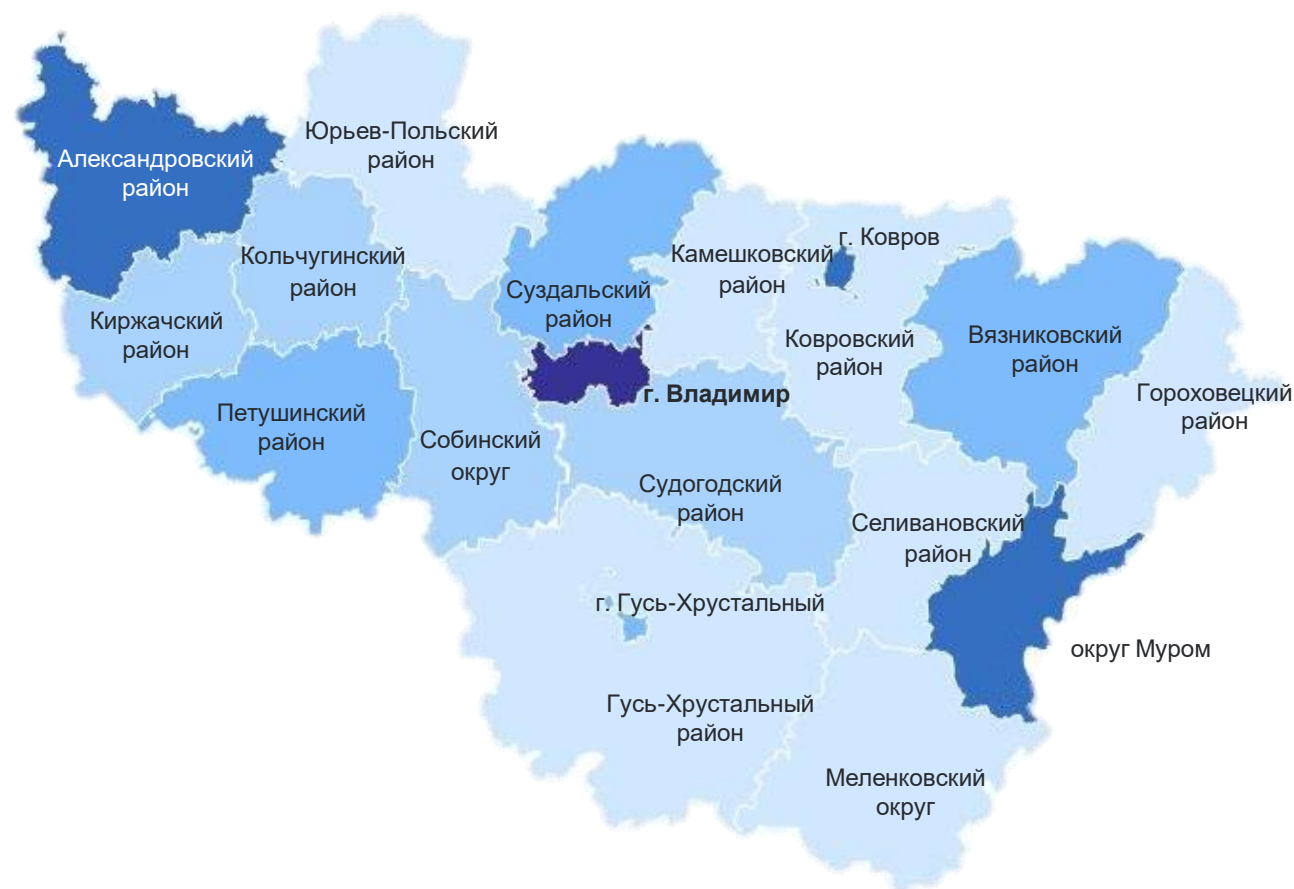 Юрьев-Польский
район
Александровский
район
г. Ковров
Камешковский
район
Кольчугинский
район
Суздальский
район
Киржачский
район
Ковровский
район
Вязниковский
район
Гороховецкий
район
г. Владимир
Петушинский
район
Собинский
округ
Судогодский
район
Селивановский
район
г. Гусь-Хрустальный
округ Муром
Гусь-Хрустальный
район
Меленковский
округ